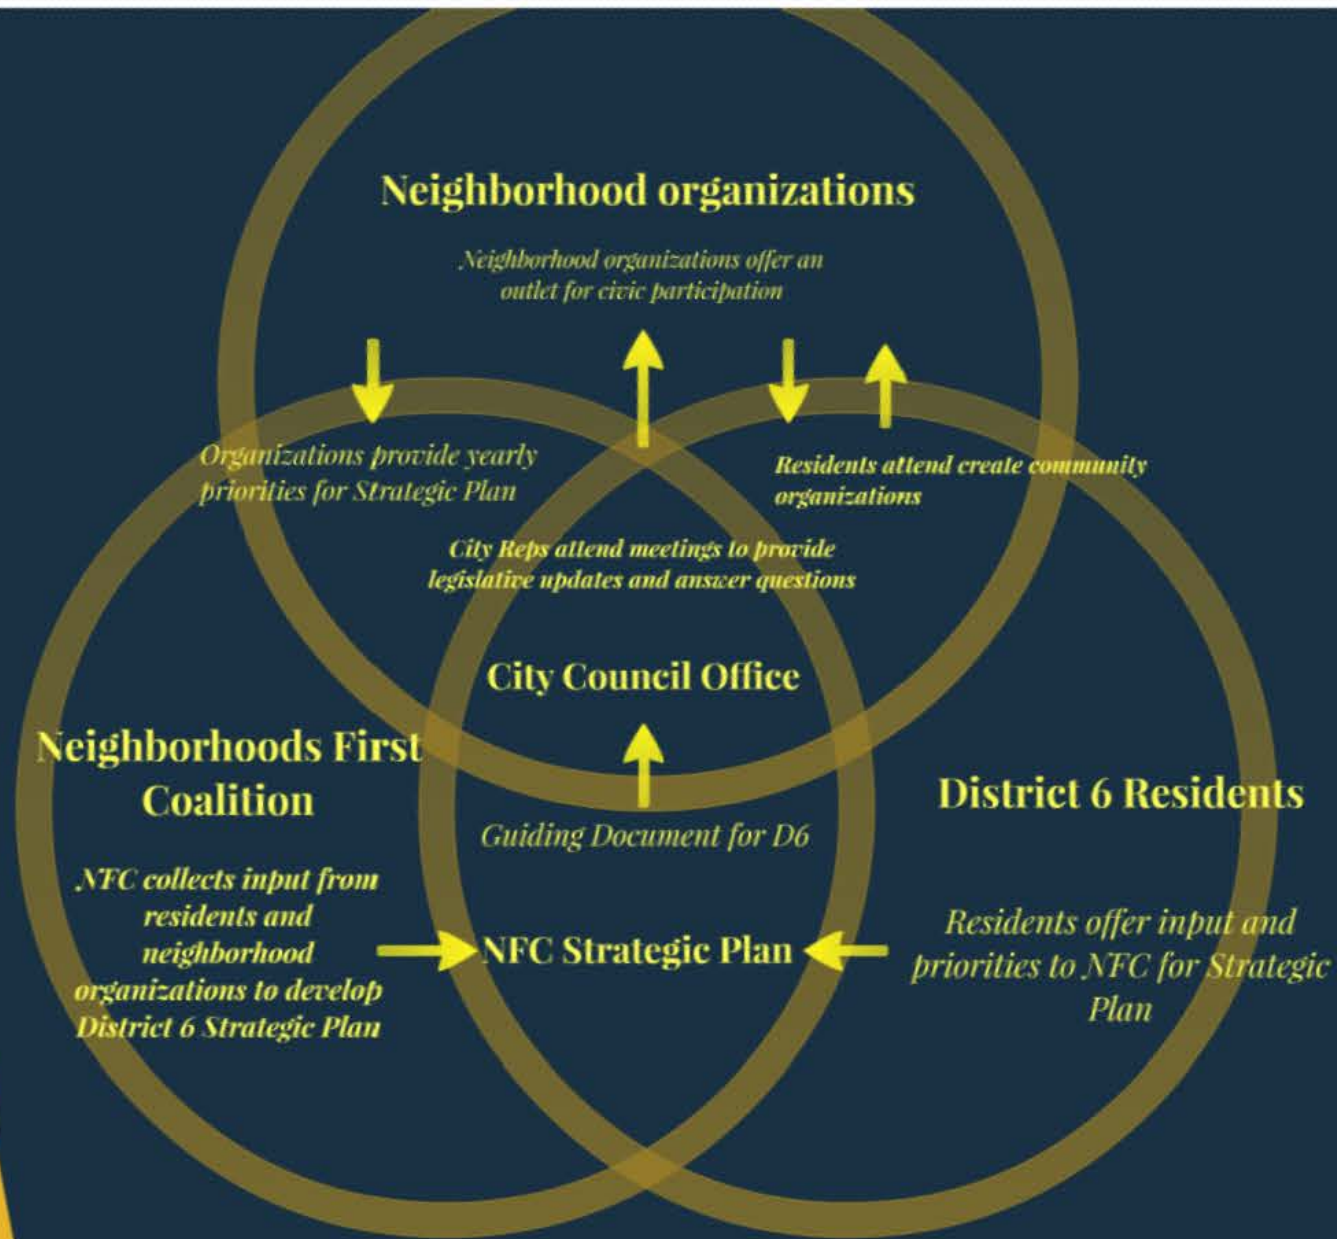 Neighborhood organizations
Neighborhood organizations offer an
outlet for civic participation
Organizations provide yearly
priorities for Strategic Plan
Residents attend create community
organizations
City Reps attend meetings to provide
legislative updates and answer questions
City Council Office
Neighborhoods First
Coalition
Guiding Document for D6
District 6 Residents
NFC collects input from
residents and
neighborhood
organizations to develop
District 6 Strategic Plan
NFC Strategic Plan
Residents offer input and
priorities to NFC for Strategic
Plan